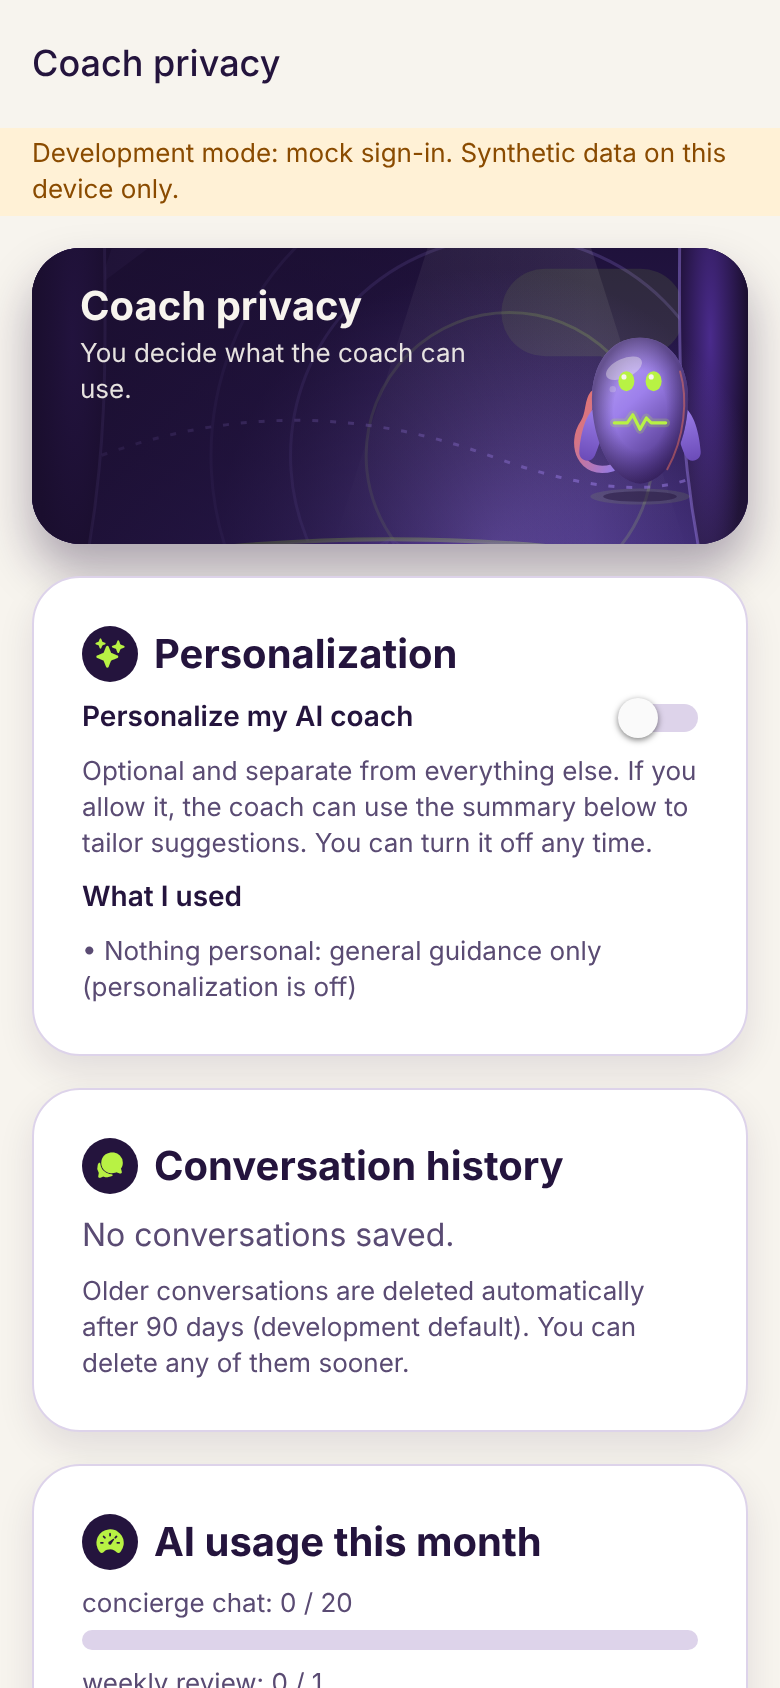 Coach privacy
Development mode: mock sign-in. Synthetic data on this
device only.
Coach privacy
You decide what the coach can
use.
Personalization
Personalize my AI coach
Optional and separate from everything else. If you
allow it, the coach can use the summary below to
tailor suggestions. You can turn it off any time.
What I used
• Nothing personal: general guidance only
(personalization is off)
Conversation history
No conversations saved.
Older conversations are deleted automatically
after 90 days (development default). You can
delete any of them sooner.
AI usage this month
concierge chat: 0 / 20
weekly review: 0 / 1